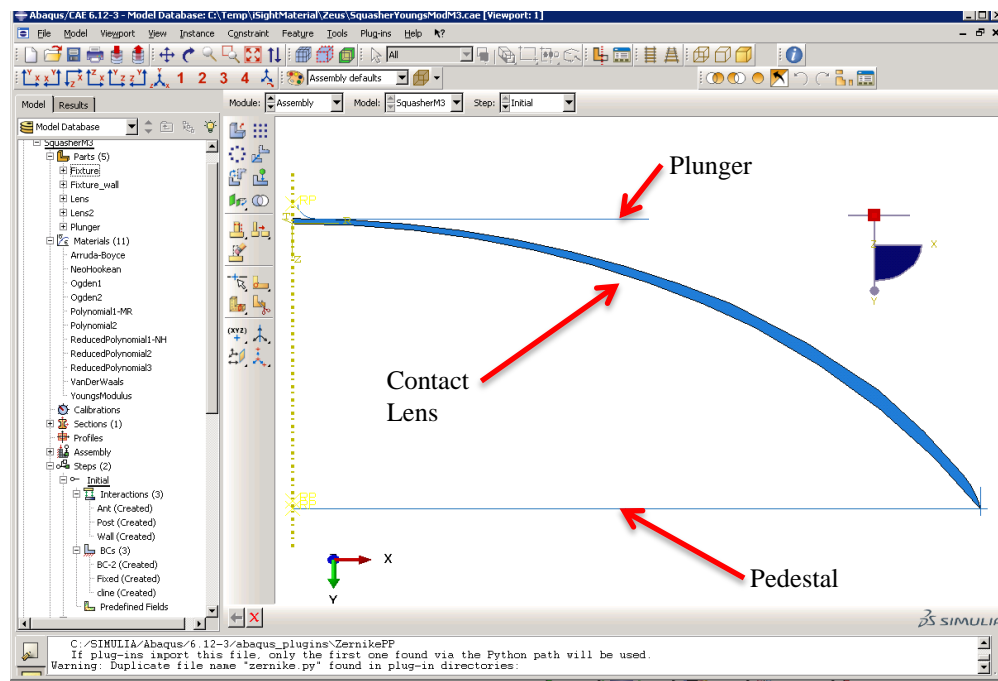 Abaqus/CAE 6.12-3 - Model Database: C:\Temp\iSightMaterial\Zeus\SquasherYoungsModM3.cae [Viewport: 1]
File Model Viewport View Instance Constraint Feature Tools Plug-ins Help
All
1 2 3 4 Assembly defaults
Model Results Module: Assembly Model: SquasherM3 Step: Initial
Model Database
SquasherM3
Parts (5)
Fixture
Fixture_wall
Lens
Lens2
Plunger
Materials (11)
Arruda-Boyce
NeoHookean
Ogden1
Ogden2
Polynomial1-MR
Polynomial2
ReducedPolynomial1-NH
ReducedPolynomial2
ReducedPolynomial3
VanDerWaals
YoungsModulus
Calibrations
Sections (1)
Profiles
Assembly
Steps (2)
Initial
Interactions (3)
Ant (Created)
Post (Created)
Wall (Created)
BCs (3)
BC-2 (Created)
Fixed (Created)
cline (Created)
Predefined Fields
(XYZ)
Plunger
Contact
Lens
Pedestal
RP
Z
X
Y
Z
X
Y
SIMULIA
C:/SIMULIA/Abaqus/6.12-3/abaqus_plugins\ZernikePP
If plug-ins import this file, only the first one found via the Python path will be used.
Warning: Duplicate file name "zernike.py" found in plug-in directories: